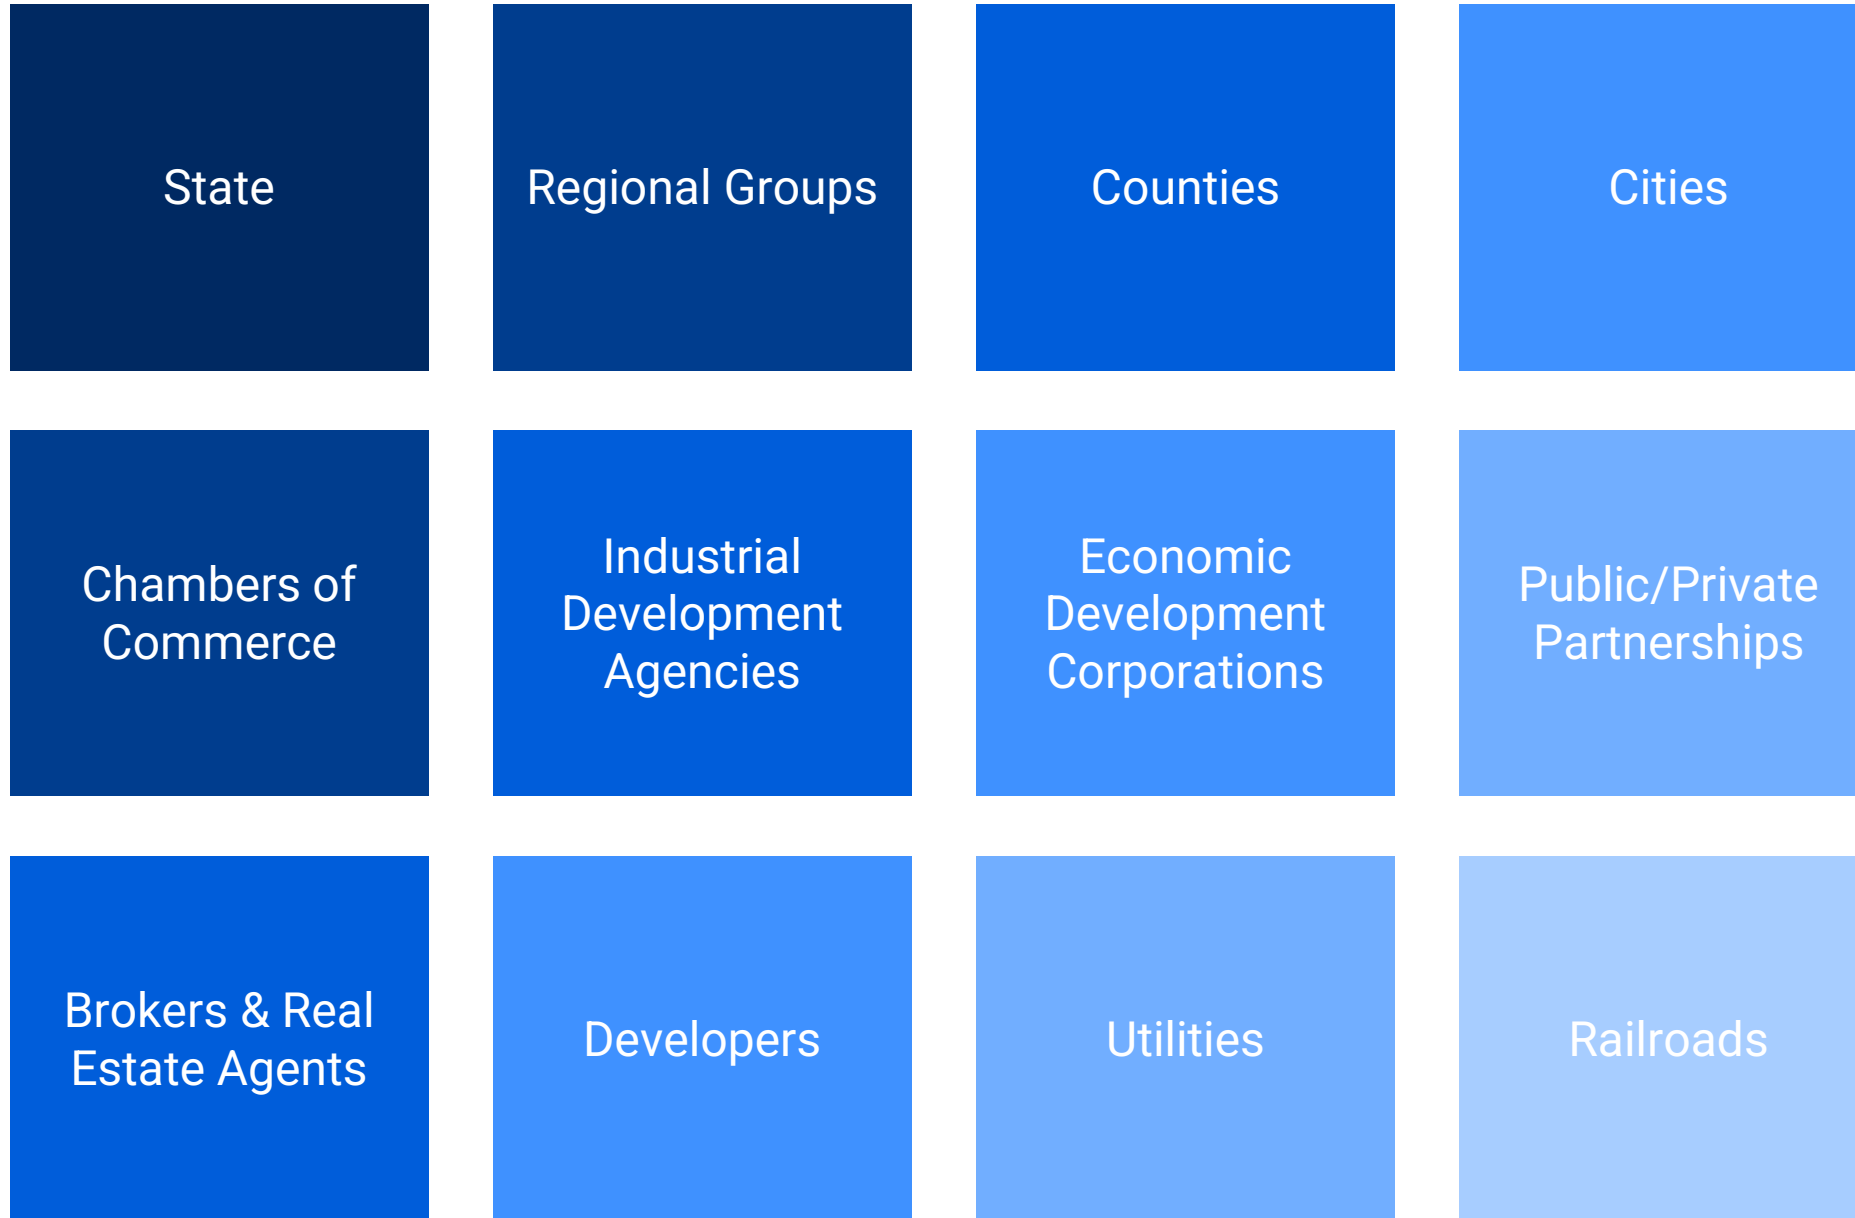 State
Regional Groups
Counties
Cities
Chambers of
Commerce
Industrial
Development
Agencies
Economic
Development
Corporations
Public/Private
Partnerships
Brokers & Real
Estate Agents
Developers
Utilities
Railroads